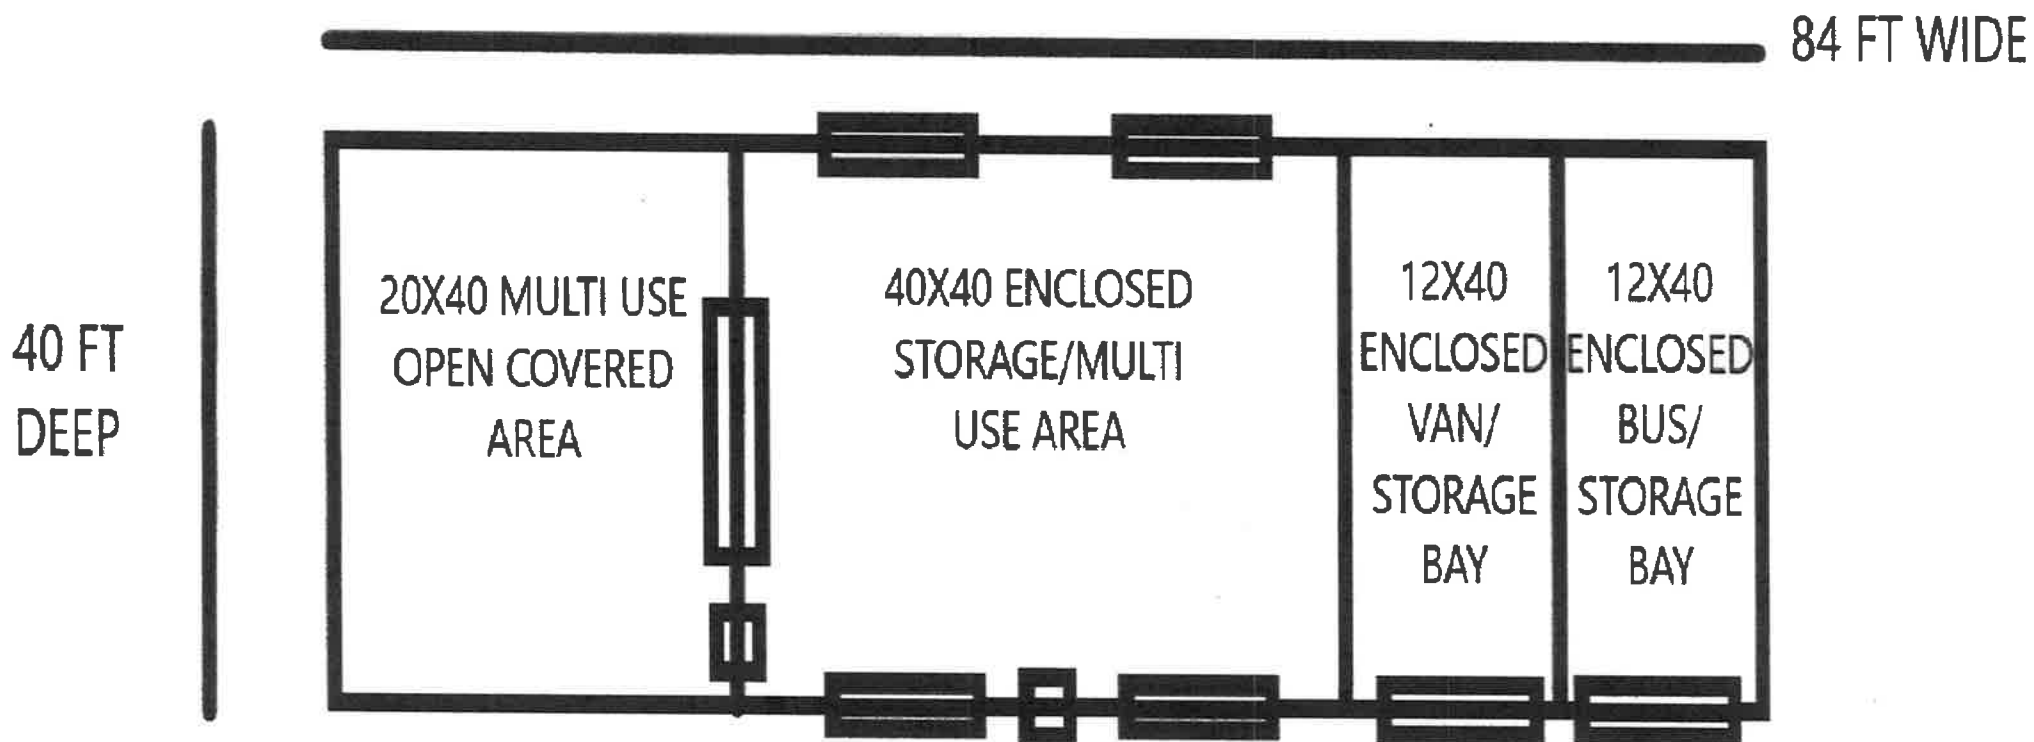 84 FT WIDE
40 FT
DEEP
20X40 MULTI USE
OPEN COVERED
AREA
40X40 ENCLOSED
STORAGE/MULTI
USE AREA
12X40
ENCLOSED
VAN/
STORAGE
BAY
12X40
ENCLOSED
BUS/
STORAGE
BAY